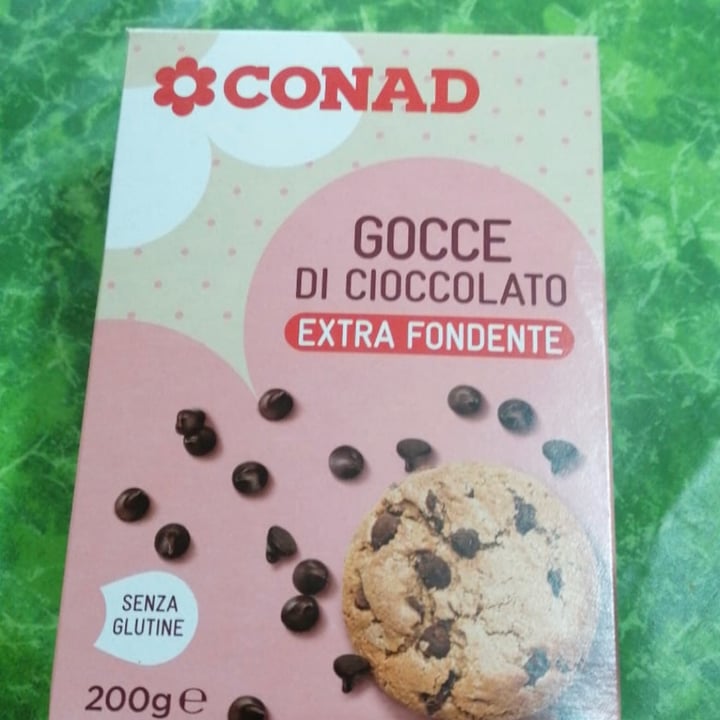 CONAD
GOCCE
DI CIOCCOLATO
EXTRA FONDENTE
SENZA
GLUTINE
200g e